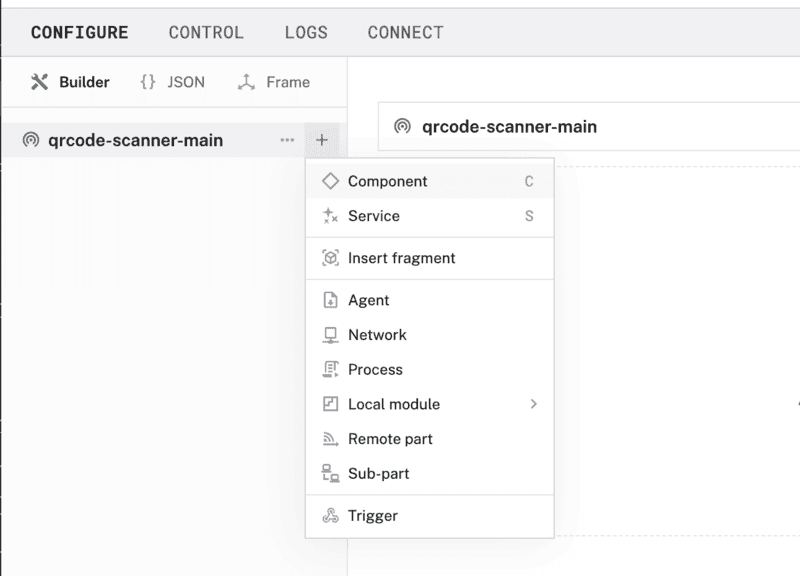 CONFIGURE CONTROL LOGS CONNECT
Builder {} JSON Frame
qrcode-scanner-main ··· +
qrcode-scanner-main
Component C
Service S
Insert fragment
Agent
Network
Process
Local module >
Remote part
Sub-part
Trigger